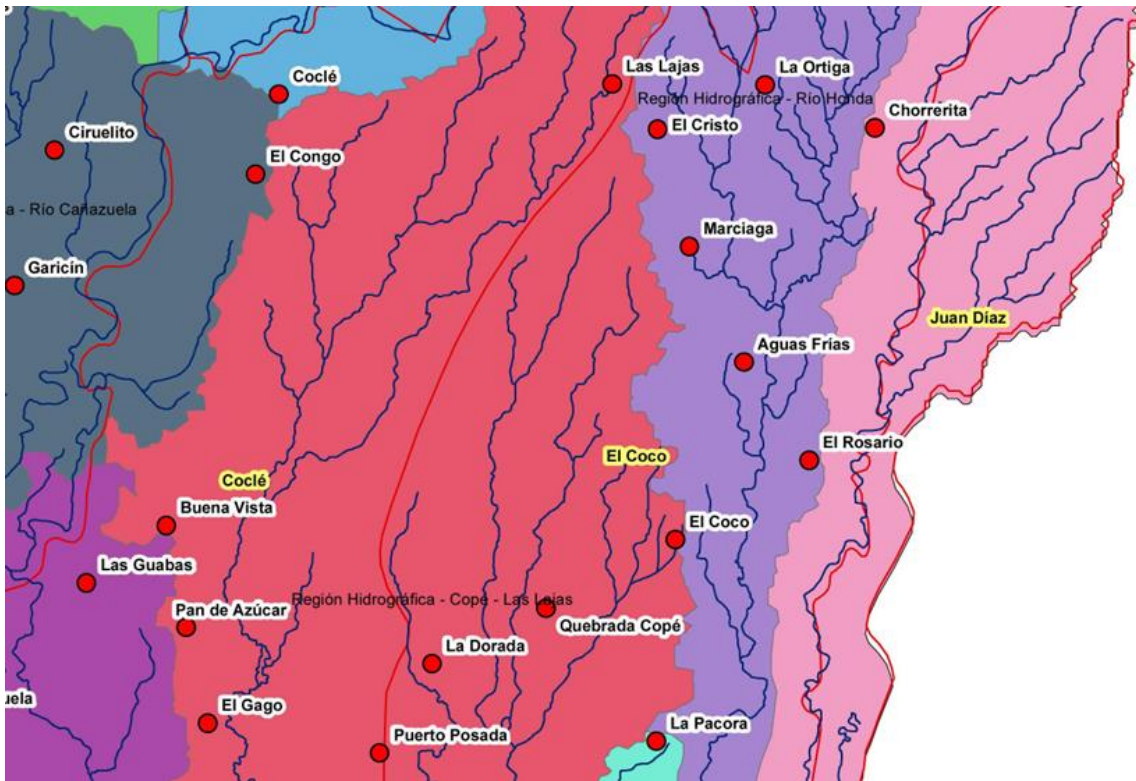 Las Lajas
La Ortiga
Coclé
Región Hidrográfica - Río Honda
Chorrerita
Ciruelito
El Cristo
El Congo
a - Río Cañazuela
Marciaga
Garicín
Juan Díaz
Aguas Frías
El Rosario
El Coco
Coclé
Buena Vista
El Coco
Las Guabas
Región Hidrográfica - Copé - Las Lajas
Pan de Azúcar
Quebrada Copé
La Dorada
uela
El Gago
La Pacora
Puerto Posada